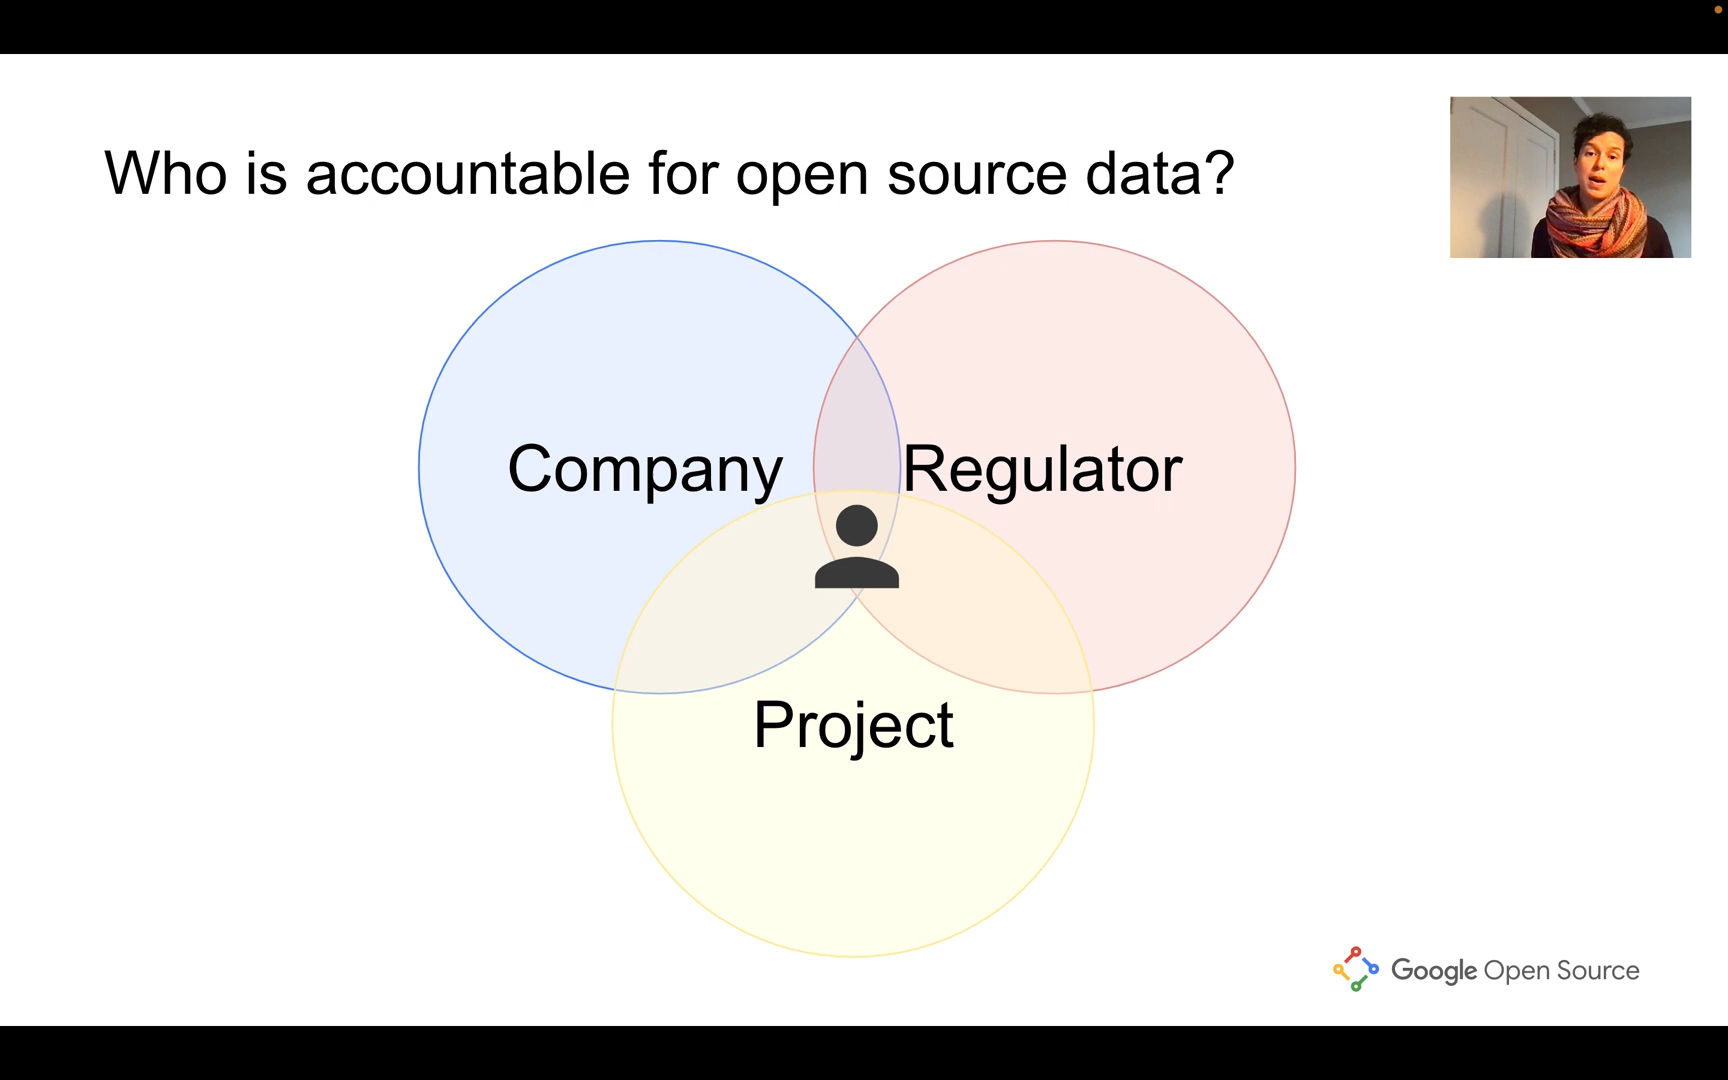 Who is accountable for open source data?
Company
Regulator
Project
Google Open Source